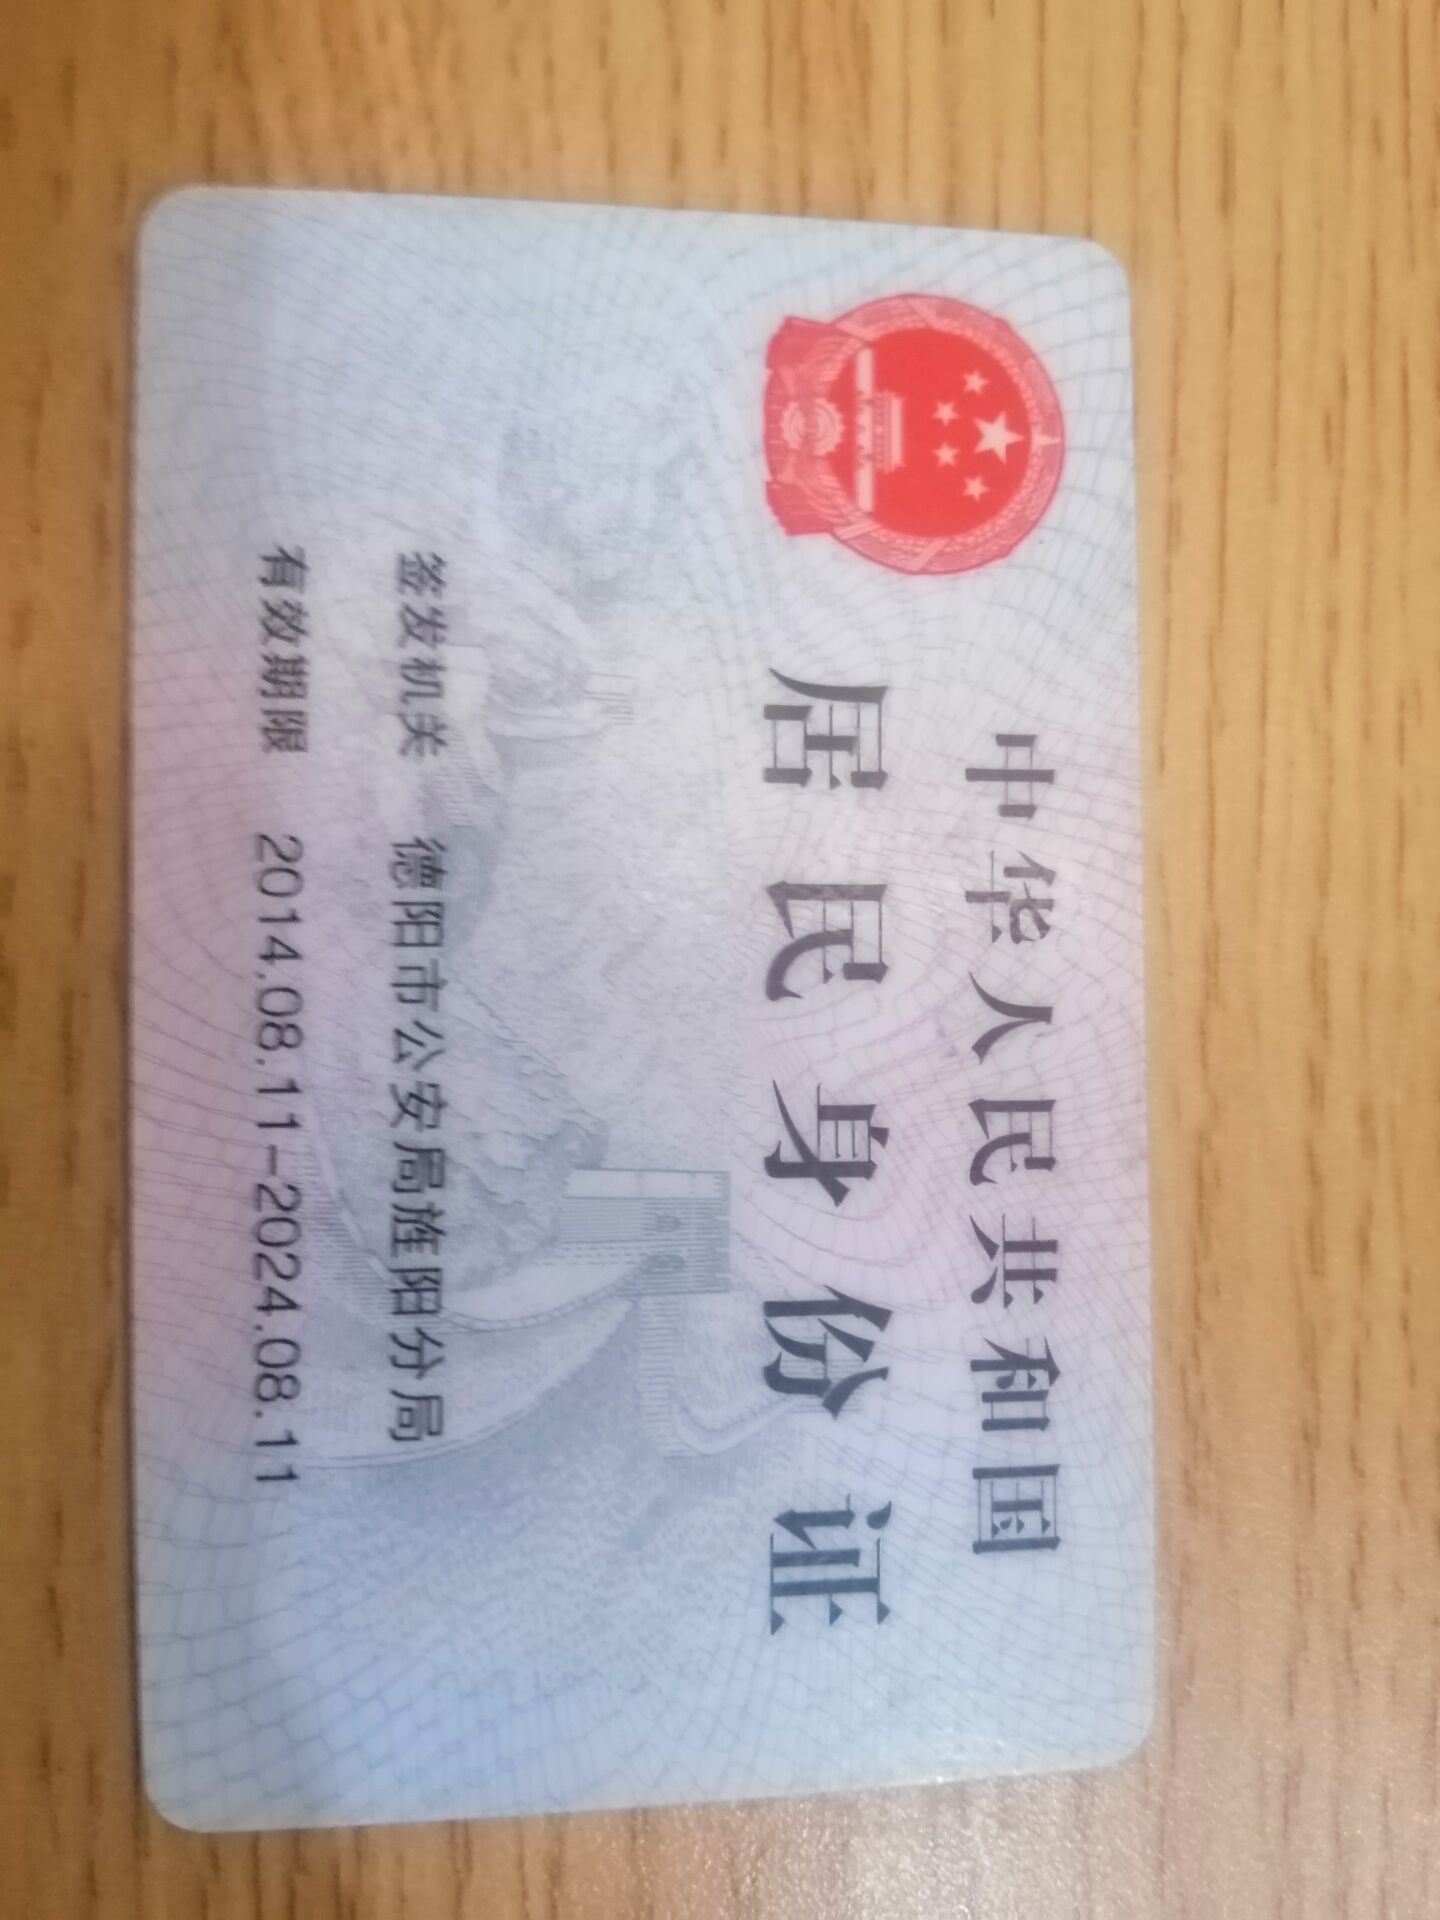 中华人民共和国
居民身份证
签发机关 德阳市公安局旌阳分局
有效期限 2014.08.11-2024.08.11